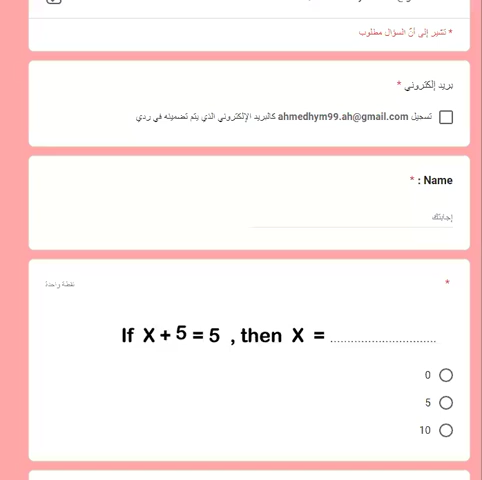 * تشير إلى أنّ السؤال مطلوب
بريد إلكتروني *
تسجيل ahmedhym99.ah@gmail.com كالبريد الإلكتروني الذي يتم تضمينه في ردي
Name : *
إجابتك
نقطة واحدة *
If X + 5 = 5 , then X = ..............................
0
5
10